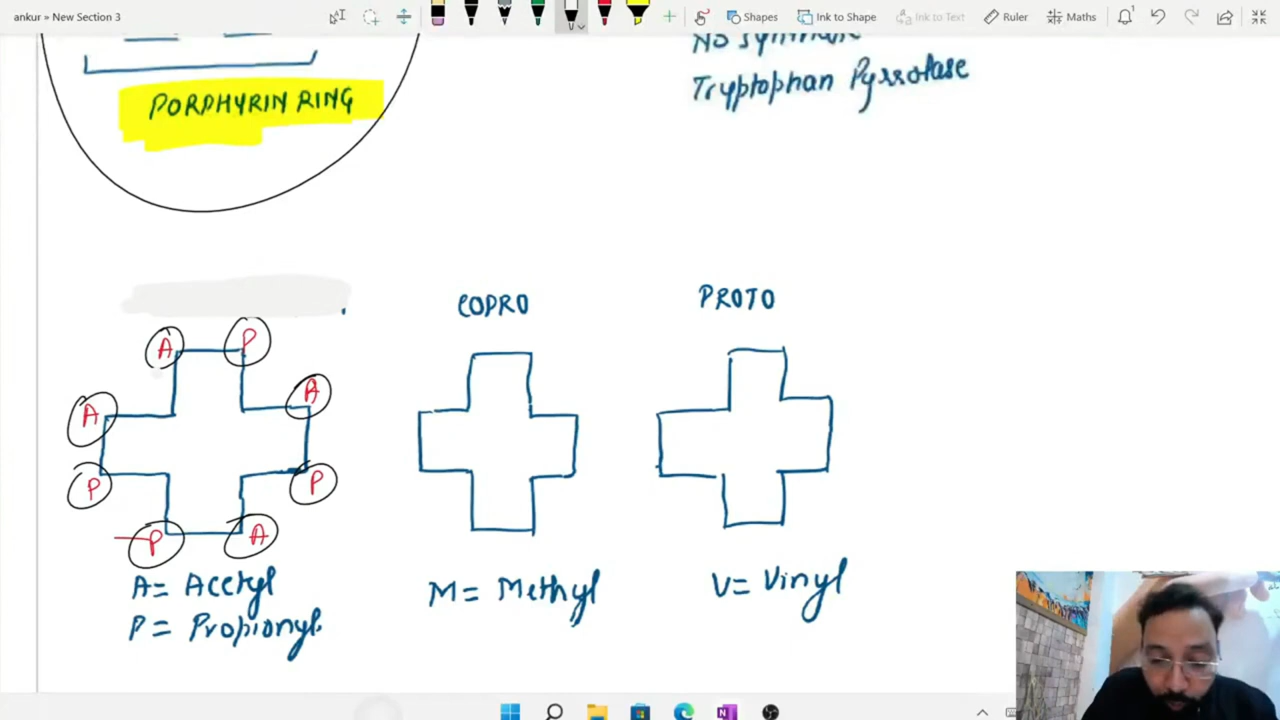 ankur » New Section 3
Shapes
Ink to Shape
Ink to Text
Ruler
Maths
Tryptophan Pyrrolase
PORPHYRIN RING
COPRO
PROTO
A P
A A
P P
P A
A= Acetyl
P= Propionyl
M= Methyl
V= Vinyl